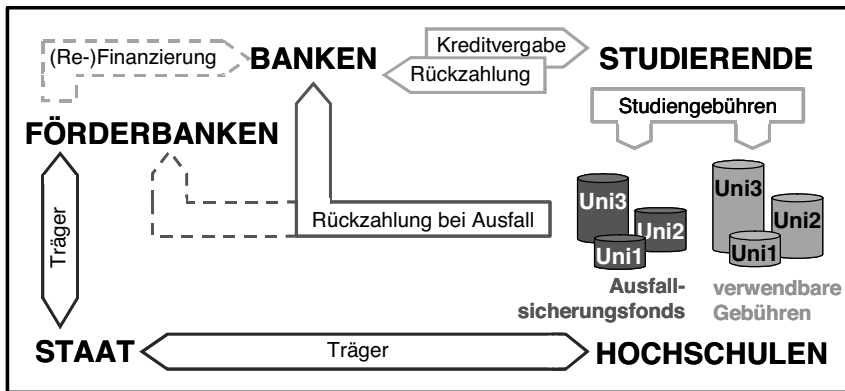 (Re-)Finanzierung
BANKEN
Kreditvergabe
Rückzahlung
STUDIERENDE
Studiengebühren
FÖRDERBANKEN
Träger
Rückzahlung bei Ausfall
Uni3
Uni2
Uni1
Uni3
Uni2
Uni1
Ausfall-
sicherungsfonds
verwendbare
Gebühren
STAAT
Träger
HOCHSCHULEN